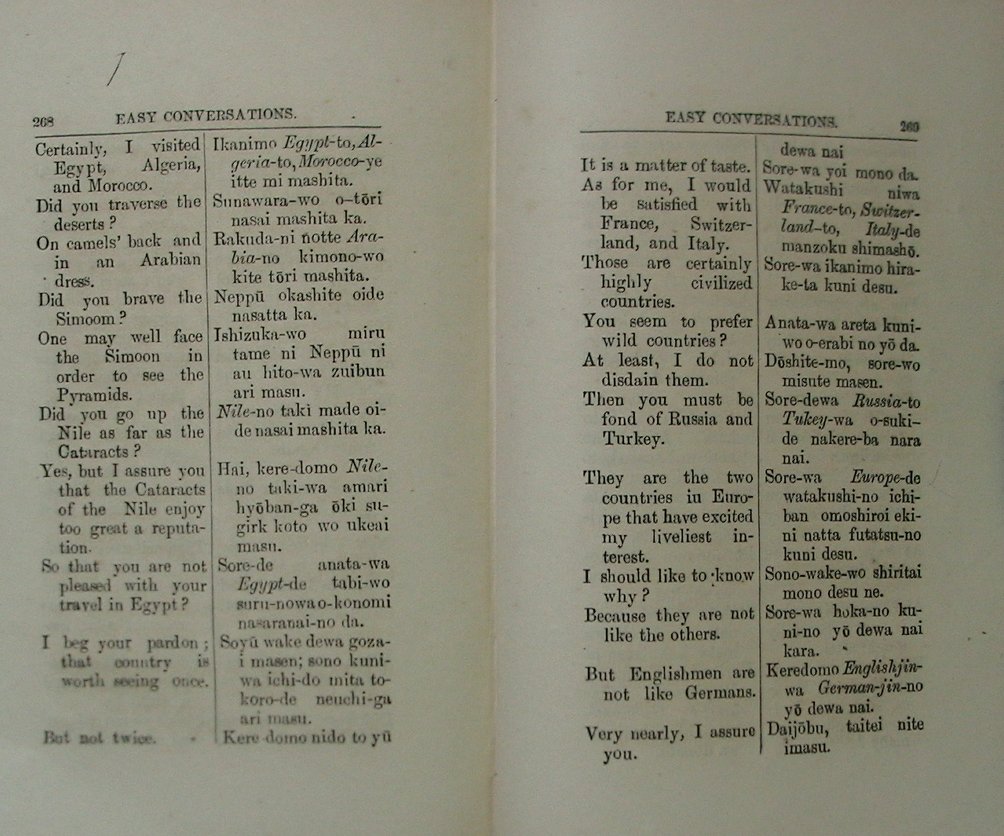 268
EASY CONVERSATIONS.
Certainly, I visited
Egypt, Algeria,
and Morocco.
Did you traverse the
deserts ?
On camels' back and
in an Arabian
dress.
Did you brave the
Simoom ?
One may well face
the Simoon in
order to see the
Pyramids.
Did you go up the
Nile as far as the
Cataracts ?
Yes, but I assure you
that the Cataracts
of the Nile enjoy
too great a reputa-
tion.
So that you are not
pleased with your
travel in Egypt ?
I beg your pardon ;
that country is
worth seeing once.
But not twice.
Ikanimo Egypt-to, Al-
geria-to, Morocco-ye
itte mi mashita.
Sunawara-wo o-tōri
nasai mashita ka.
Rakuda-ni notte Ara-
bia-no kimono-wo
kite tōri mashita.
Neppū okashite oide
nasatta ka.
Ishizuka-wo miru
tame ni Neppū ni
au hito-wa zuibun
ari masu.
Nile-no taki made oi-
de nasai mashita ka.
Hai, kere-domo Nile-
no taki-wa amari
hyōban-ga ōki su-
girk koto wo ukeai
masu.
Sore-de anata-wa
Egypt-de tabi-wo
suru-nowa o-konomi
nasaranai-no da.
Soyū wake dewa goza-
i masen; sono kuni-
wa ichi-do mita to-
koro-de neuchi-ga
ari masu.
Kere domo nido to yū
EASY CONVERSATIONS.
269
It is a matter of taste.
As for me, I would
be satisfied with
France, Switzer-
land, and Italy.
Those are certainly
highly civilized
countries.
You seem to prefer
wild countries ?
At least, I do not
disdain them.
Then you must be
fond of Russia and
Turkey.
They are the two
countries in Euro-
pe that have excited
my liveliest in-
terest.
I should like to know
why ?
Because they are not
like the others.
But Englishmen are
not like Germans.
Very nearly, I assure
you.
dewa nai
Sore-wa yoi mono da.
Watakushi niwa
France-to, Switzer-
land-to, Italy-de
manzoku shimashō.
Sore-wa ikanimo hira-
ke-ta kuni desu.
Anata-wa areta kuni-
wo o-erabi no yō da.
Dōshite-mo, sore-wo
misute masen.
Sore-dewa Russia-to
Tukey-wa o-suki-
de nakere-ba nara
nai.
Sore-wa Europe-de
watakushi-no ichi-
ban omoshiroi eki-
ni natta futatsu-no
kuni desu.
Sono-wake-wo shiritai
mono desu ne.
Sore-wa hoka-no ku-
ni-no yō dewa nai
kara.
Keredomo Englishjin-
wa German-jin-no
yō dewa nai.
Daijōbu, taitei nite
imasu.